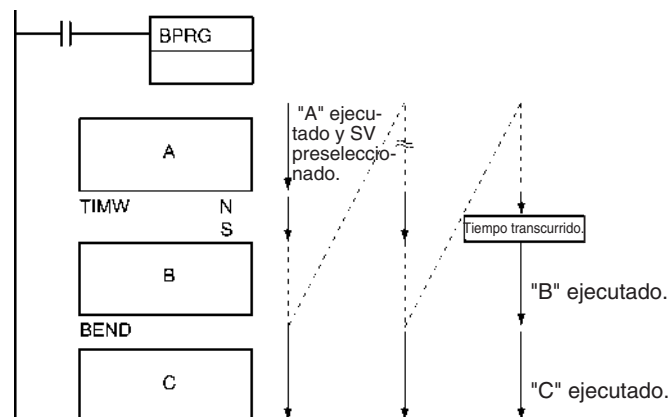 BPRG
"A" ejecu-
tado y SV
preseleccio-
nado.
A
TIMW N
S
Tiempo transcurrido.
B
"B" ejecutado.
BEND
C
"C" ejecutado.